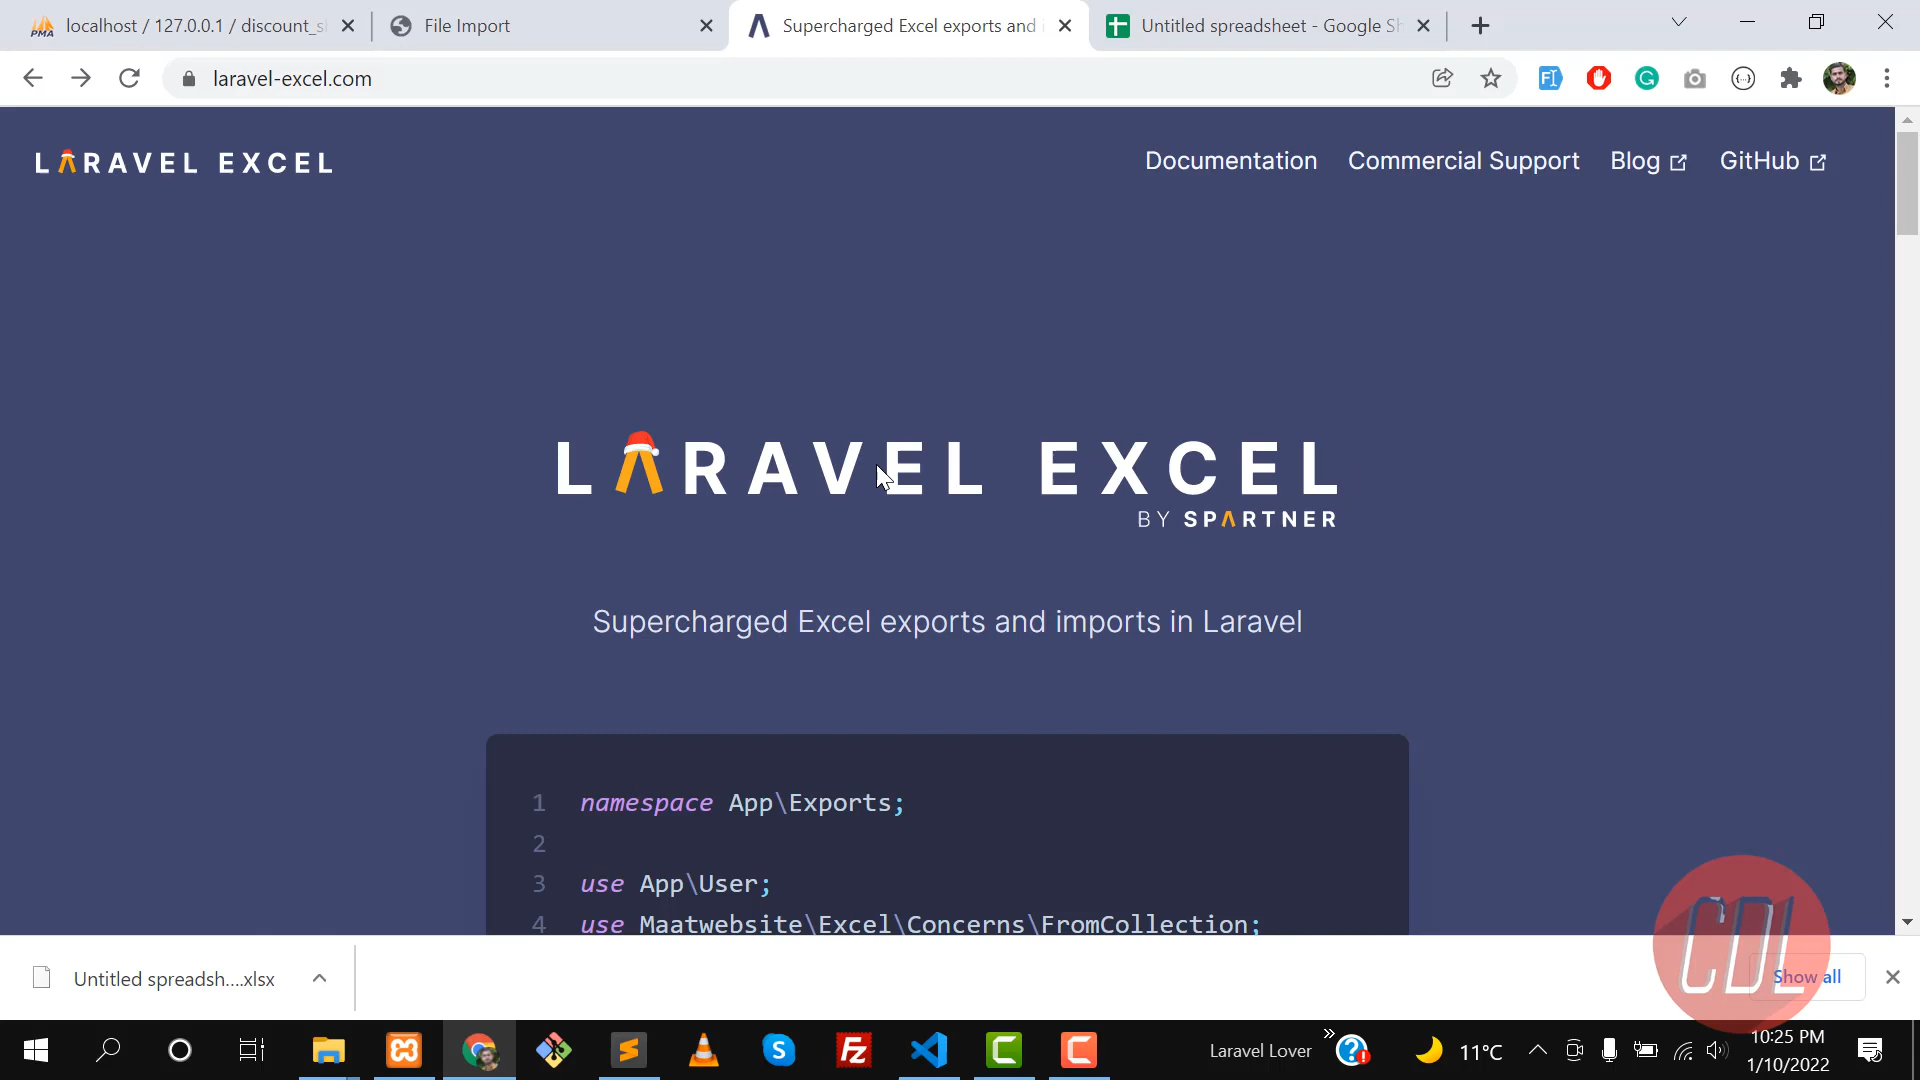 localhost / 127.0.0.1 / discount_s
File Import
Supercharged Excel exports and i
Untitled spreadsheet - Google Sh
laravel-excel.com
LARAVEL EXCEL
Documentation
Commercial Support
Blog
GitHub
LARAVEL EXCEL
BY SPARTNER
Supercharged Excel exports and imports in Laravel
1 namespace App\Exports;
2
3 use App\User;
4 use Maatwebsite\Excel\Concerns\FromCollection;
Untitled spreadsh....xlsx
Show all
CDL
Laravel Lover
11°C
10:25 PM
1/10/2022